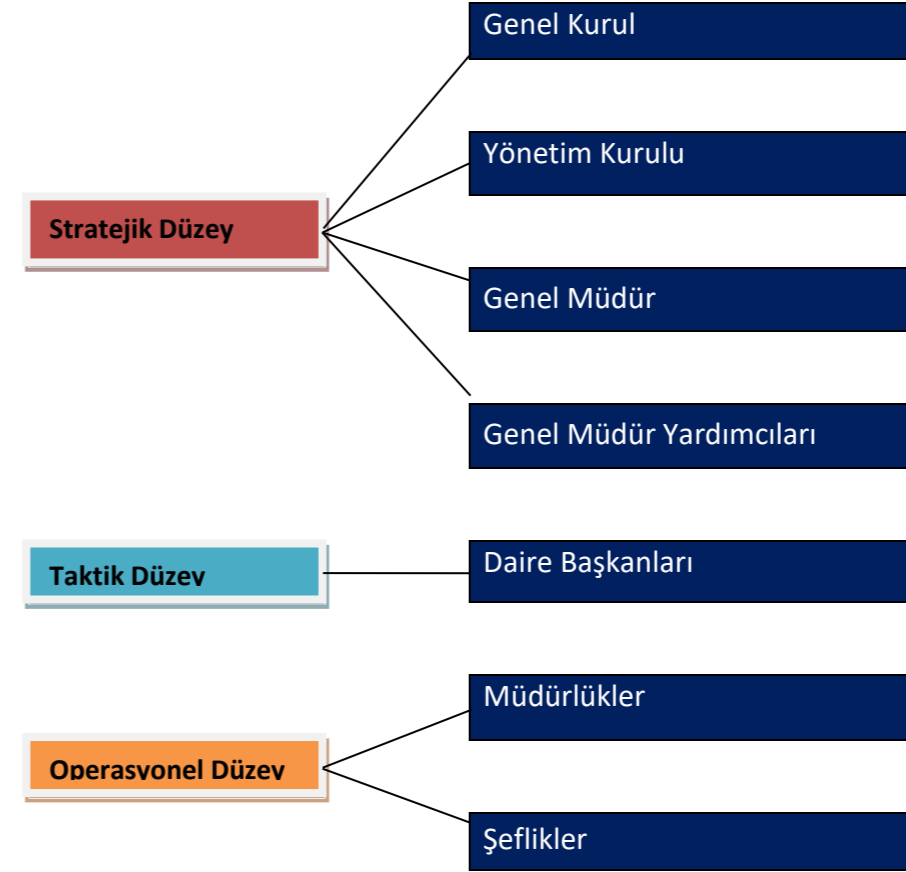 Genel Kurul
Yönetim Kurulu
Stratejik Düzey
Genel Müdür
Genel Müdür Yardımcıları
Taktik Düzey
Daire Başkanları
Müdürlükler
Operasyonel Düzey
Şeflikler